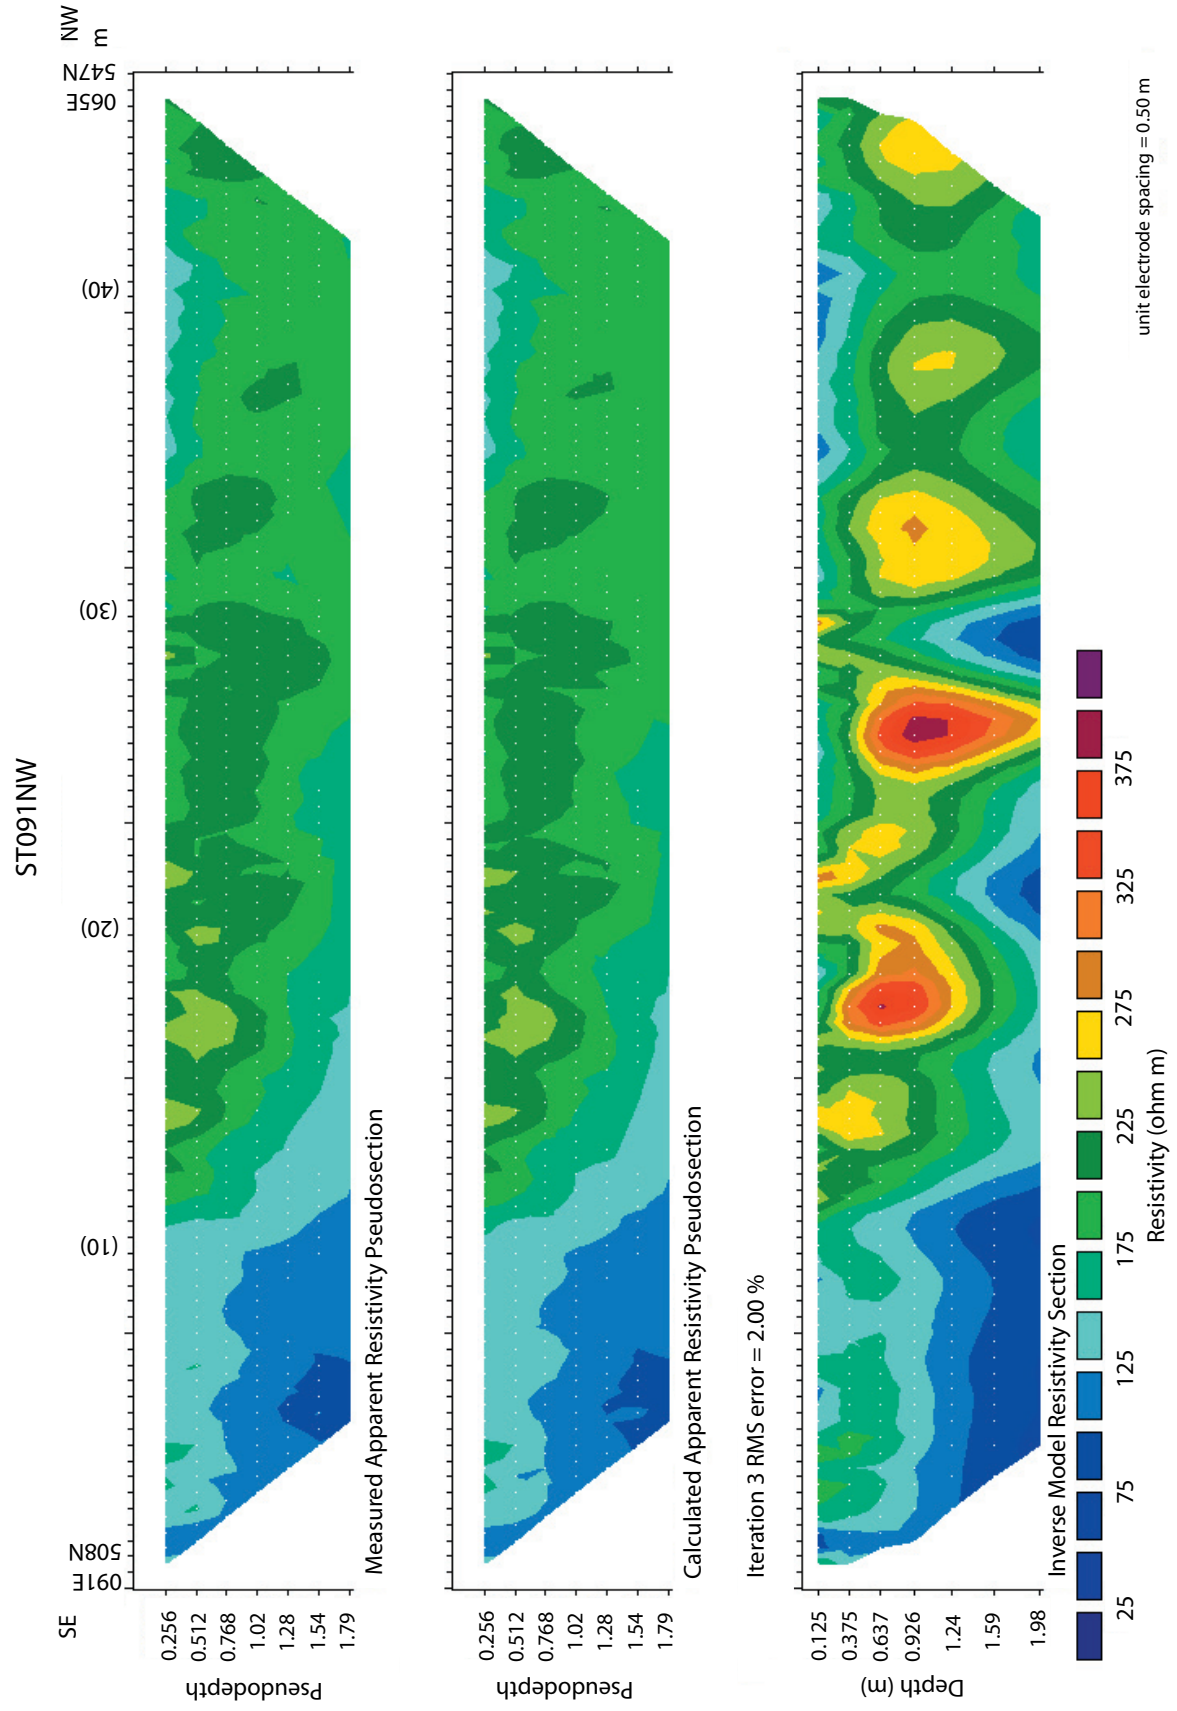 ST091NW
SE
NW
m
091E
508N
(10)
(20)
(30)
(40)
065E
547N
Pseudodepth
0.256
0.512
0.768
1.02
1.28
1.54
1.79
Measured Apparent Resistivity Pseudosection
Pseudodepth
0.256
0.512
0.768
1.02
1.28
1.54
1.79
Calculated Apparent Resistivity Pseudosection
Iteration 3 RMS error = 2.00 %
Depth (m)
0.125
0.375
0.637
0.926
1.24
1.59
1.98
Inverse Model Resistivity Section
25 75 125 175 225 275 325 375
Resistivity (ohm m)
unit electrode spacing = 0.50 m